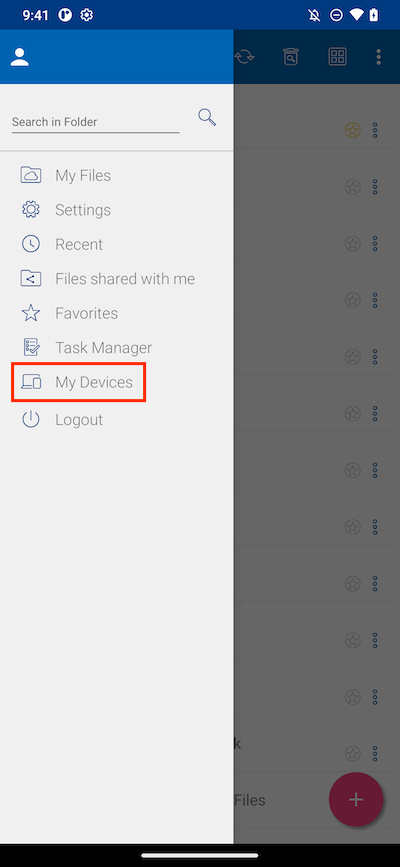 9:41
Search in Folder
My Files
Settings
Recent
Files shared with me
Favorites
Task Manager
My Devices
Logout
k
Files